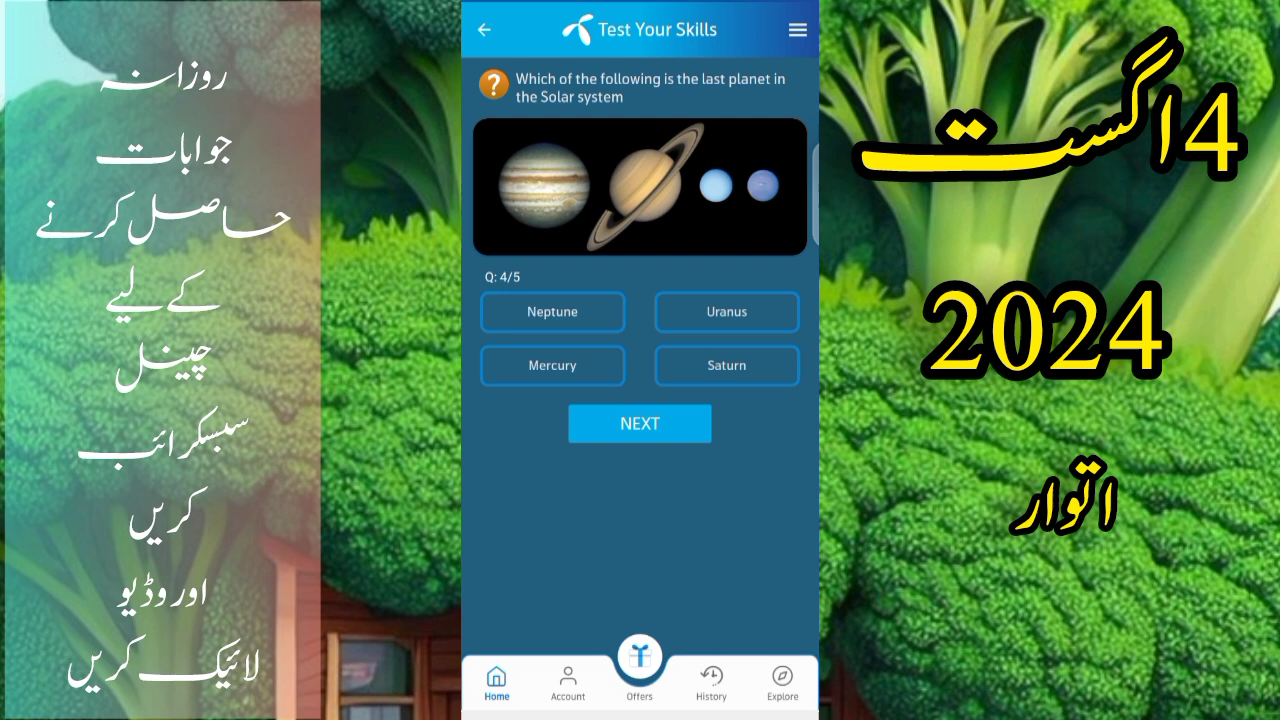 روزانہ
جوابات
حاصل کرنے
کے لیے
چینل
سبسکرائب
کریں
اور وڈیو
لائیک کریں
Test Your Skills
Which of the following is the last planet in
the Solar system
Q: 4/5
Neptune
Uranus
Mercury
Saturn
NEXT
Home
Account
Offers
History
Explore
4 اگست
2024
اتوار